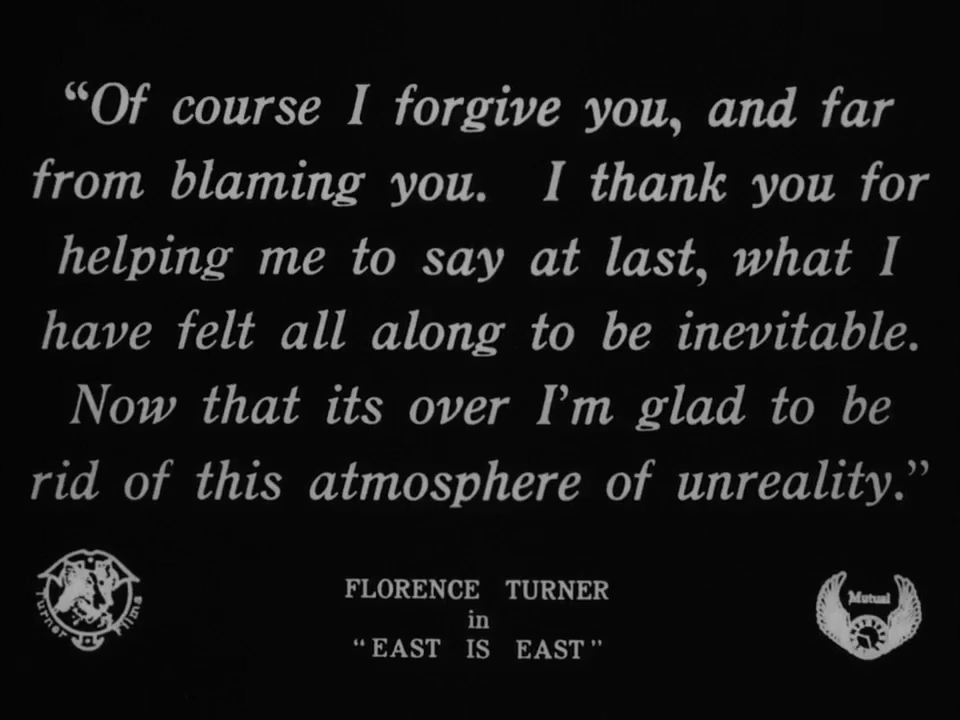 “Of course I forgive you, and far
from blaming you. I thank you for
helping me to say at last, what I
have felt all along to be inevitable.
Now that its over I’m glad to be
rid of this atmosphere of unreality.”
Turner Films
FLORENCE TURNER
in
“EAST IS EAST”
Mutual